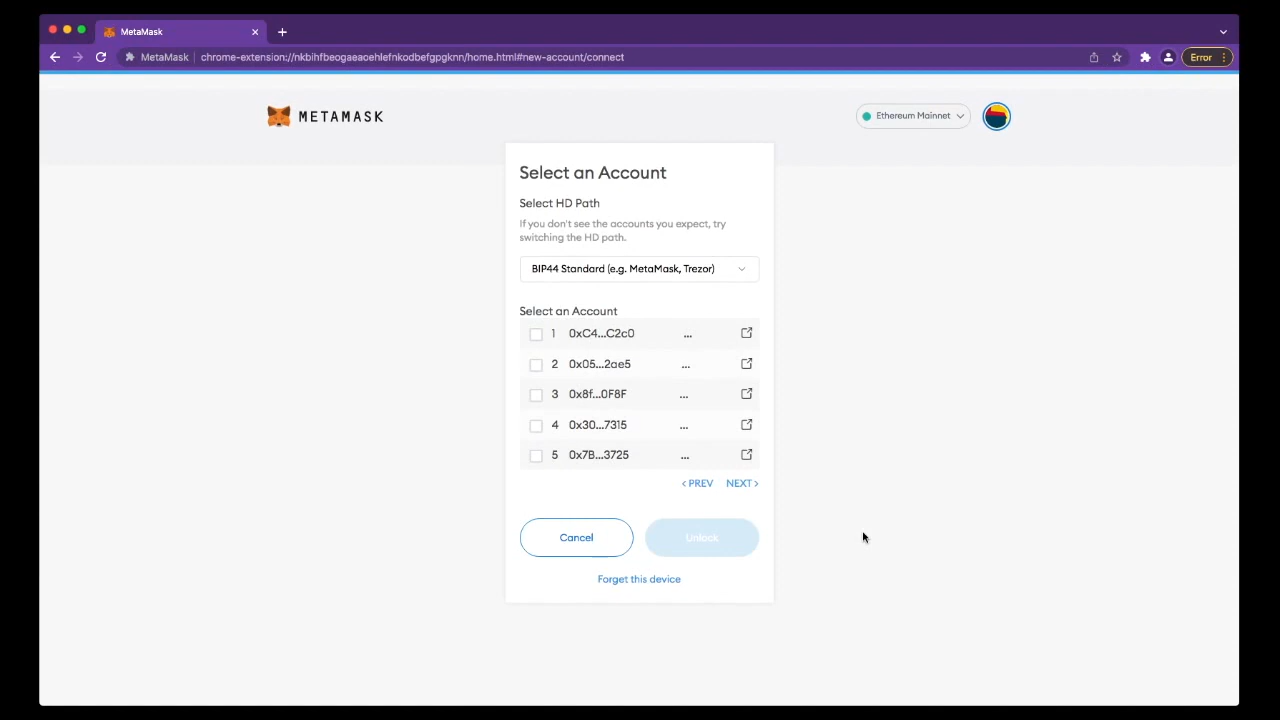 MetaMask
MetaMask chrome-extension://nkbihfbeogaeaoehlefnkodbefgpgknn/home.html#new-account/connect Error
METAMASK Ethereum Mainnet
Select an Account
Select HD Path
If you don't see the accounts you expect, try
switching the HD path.
BIP44 Standard (e.g. MetaMask, Trezor)
Select an Account
1 0xC4...C2c0 ...
2 0x05...2ae5 ...
3 0x8f...0F8F ...
4 0x30...7315 ...
5 0x7B...3725 ...
< PREV NEXT >
Cancel Unlock
Forget this device